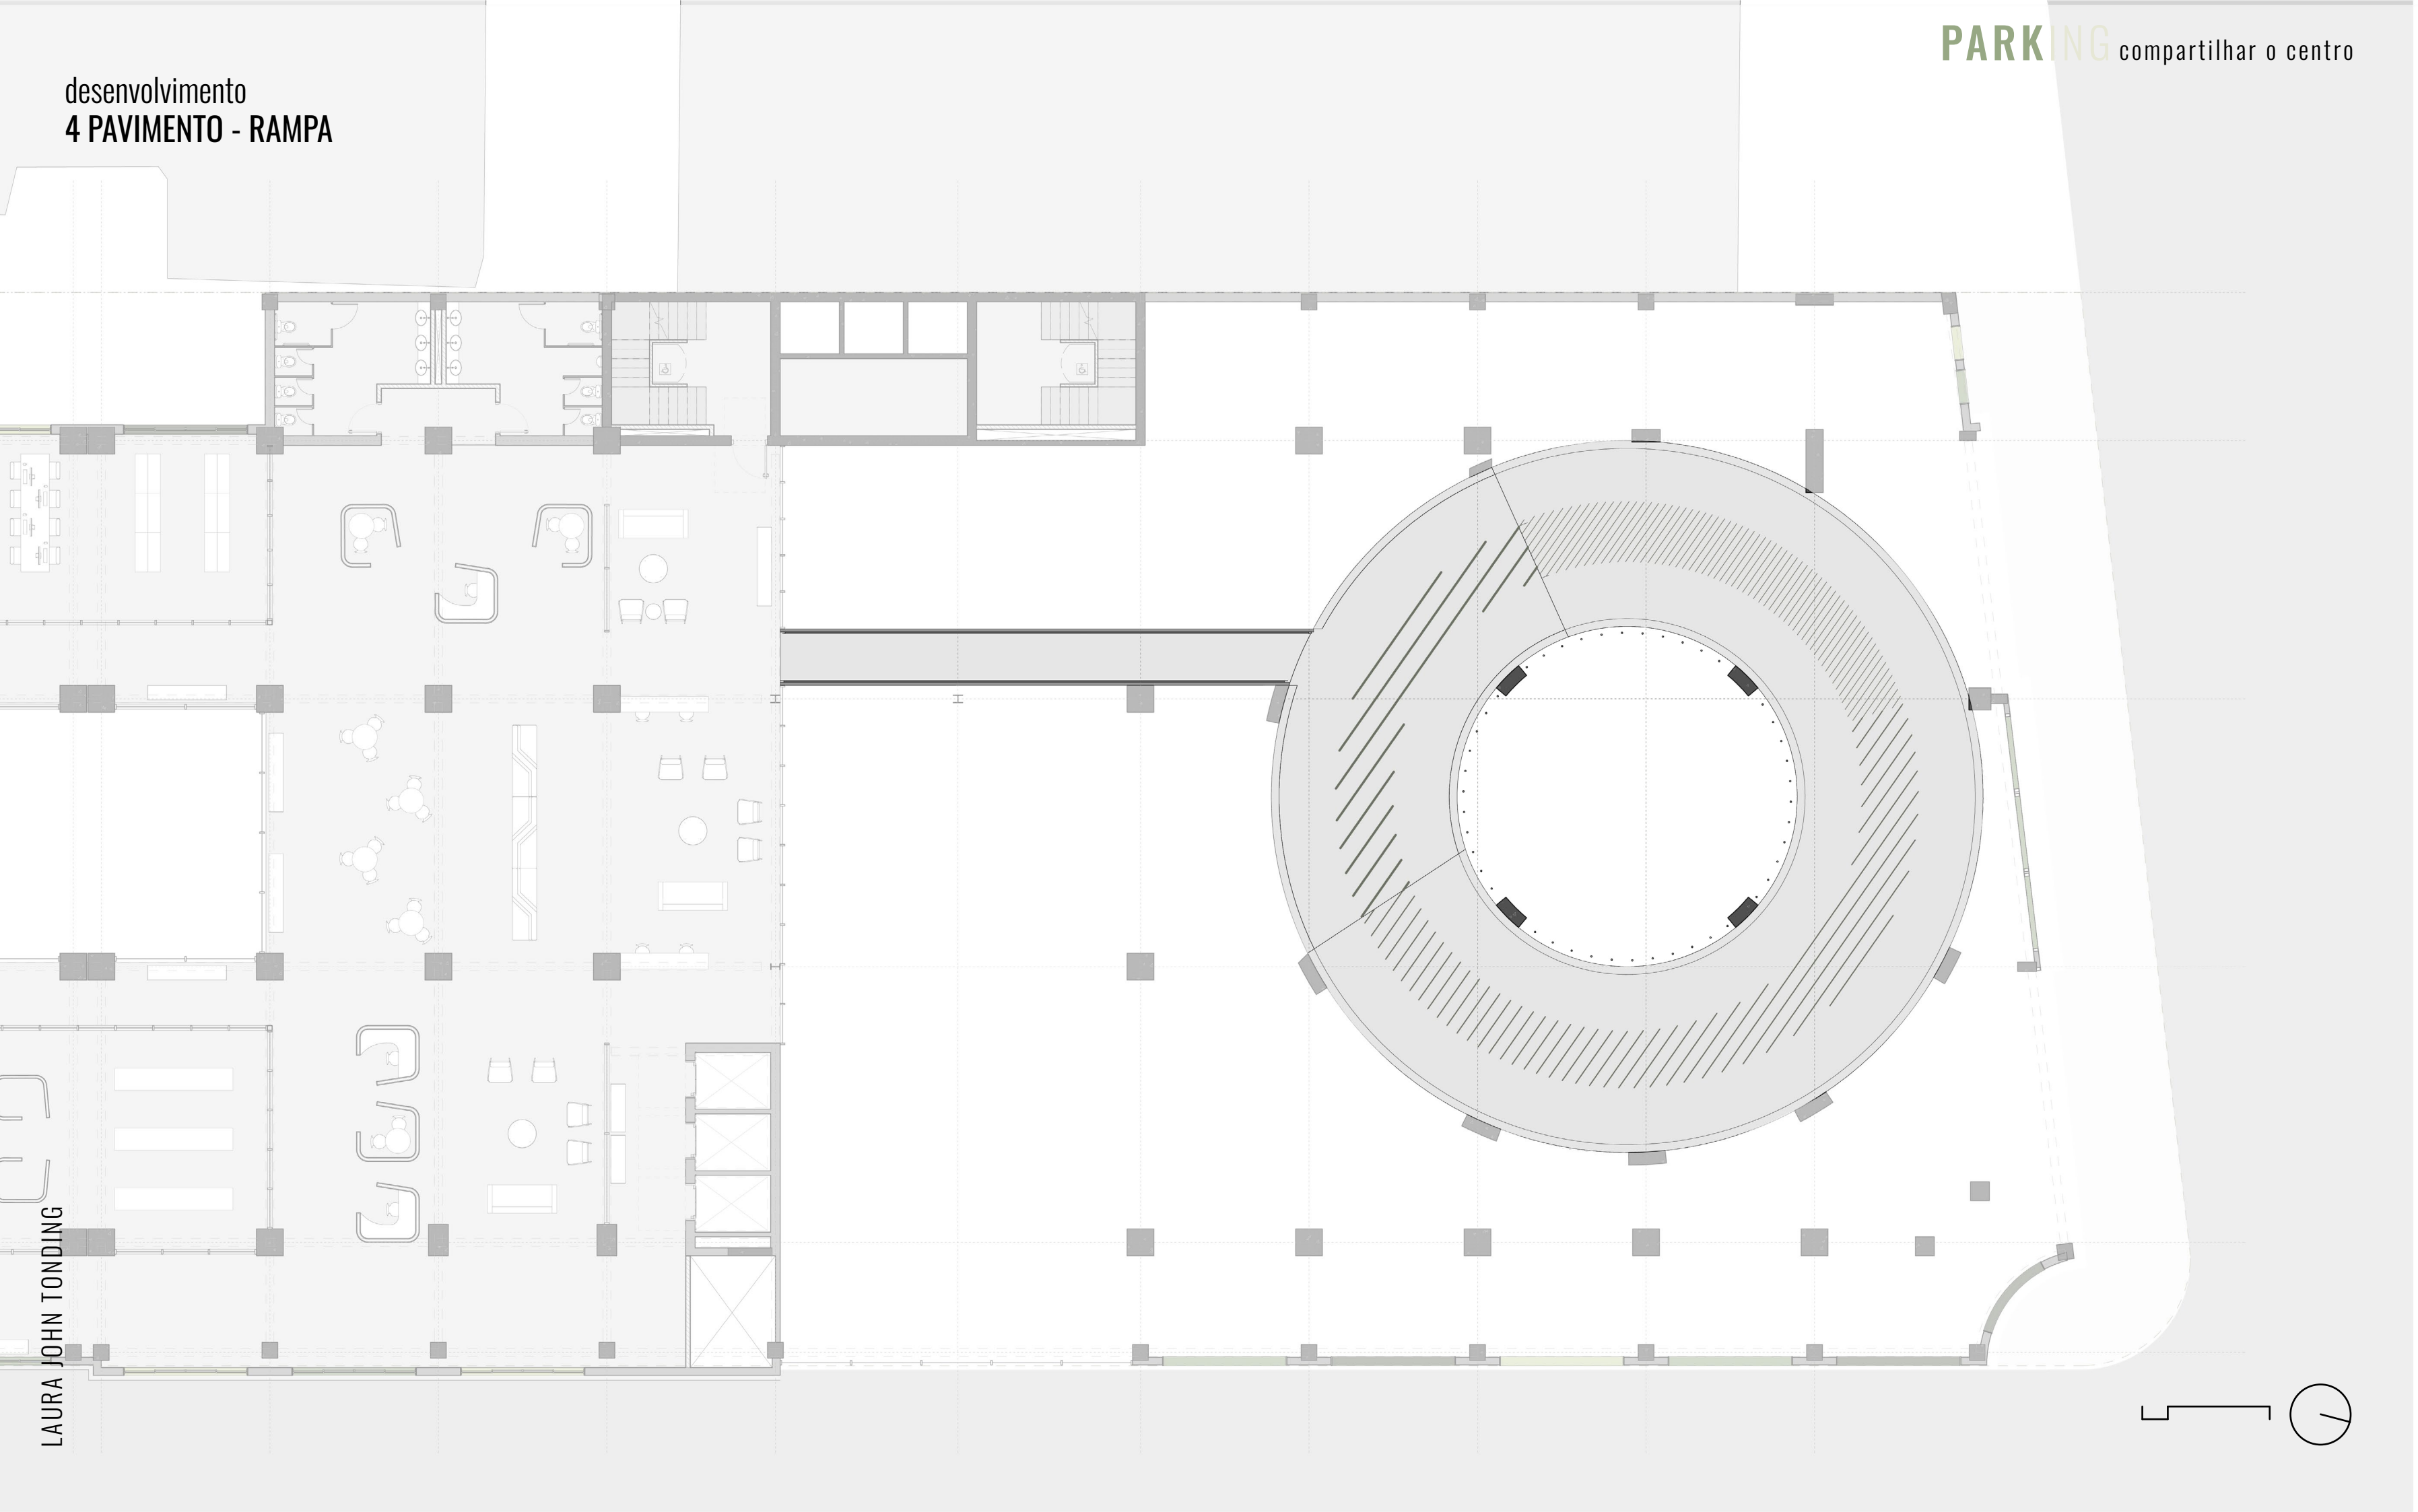 desenvolvimento
4 PAVIMENTO - RAMPA
PARKING compartilhar o centro
LAURA JOHN TONDING